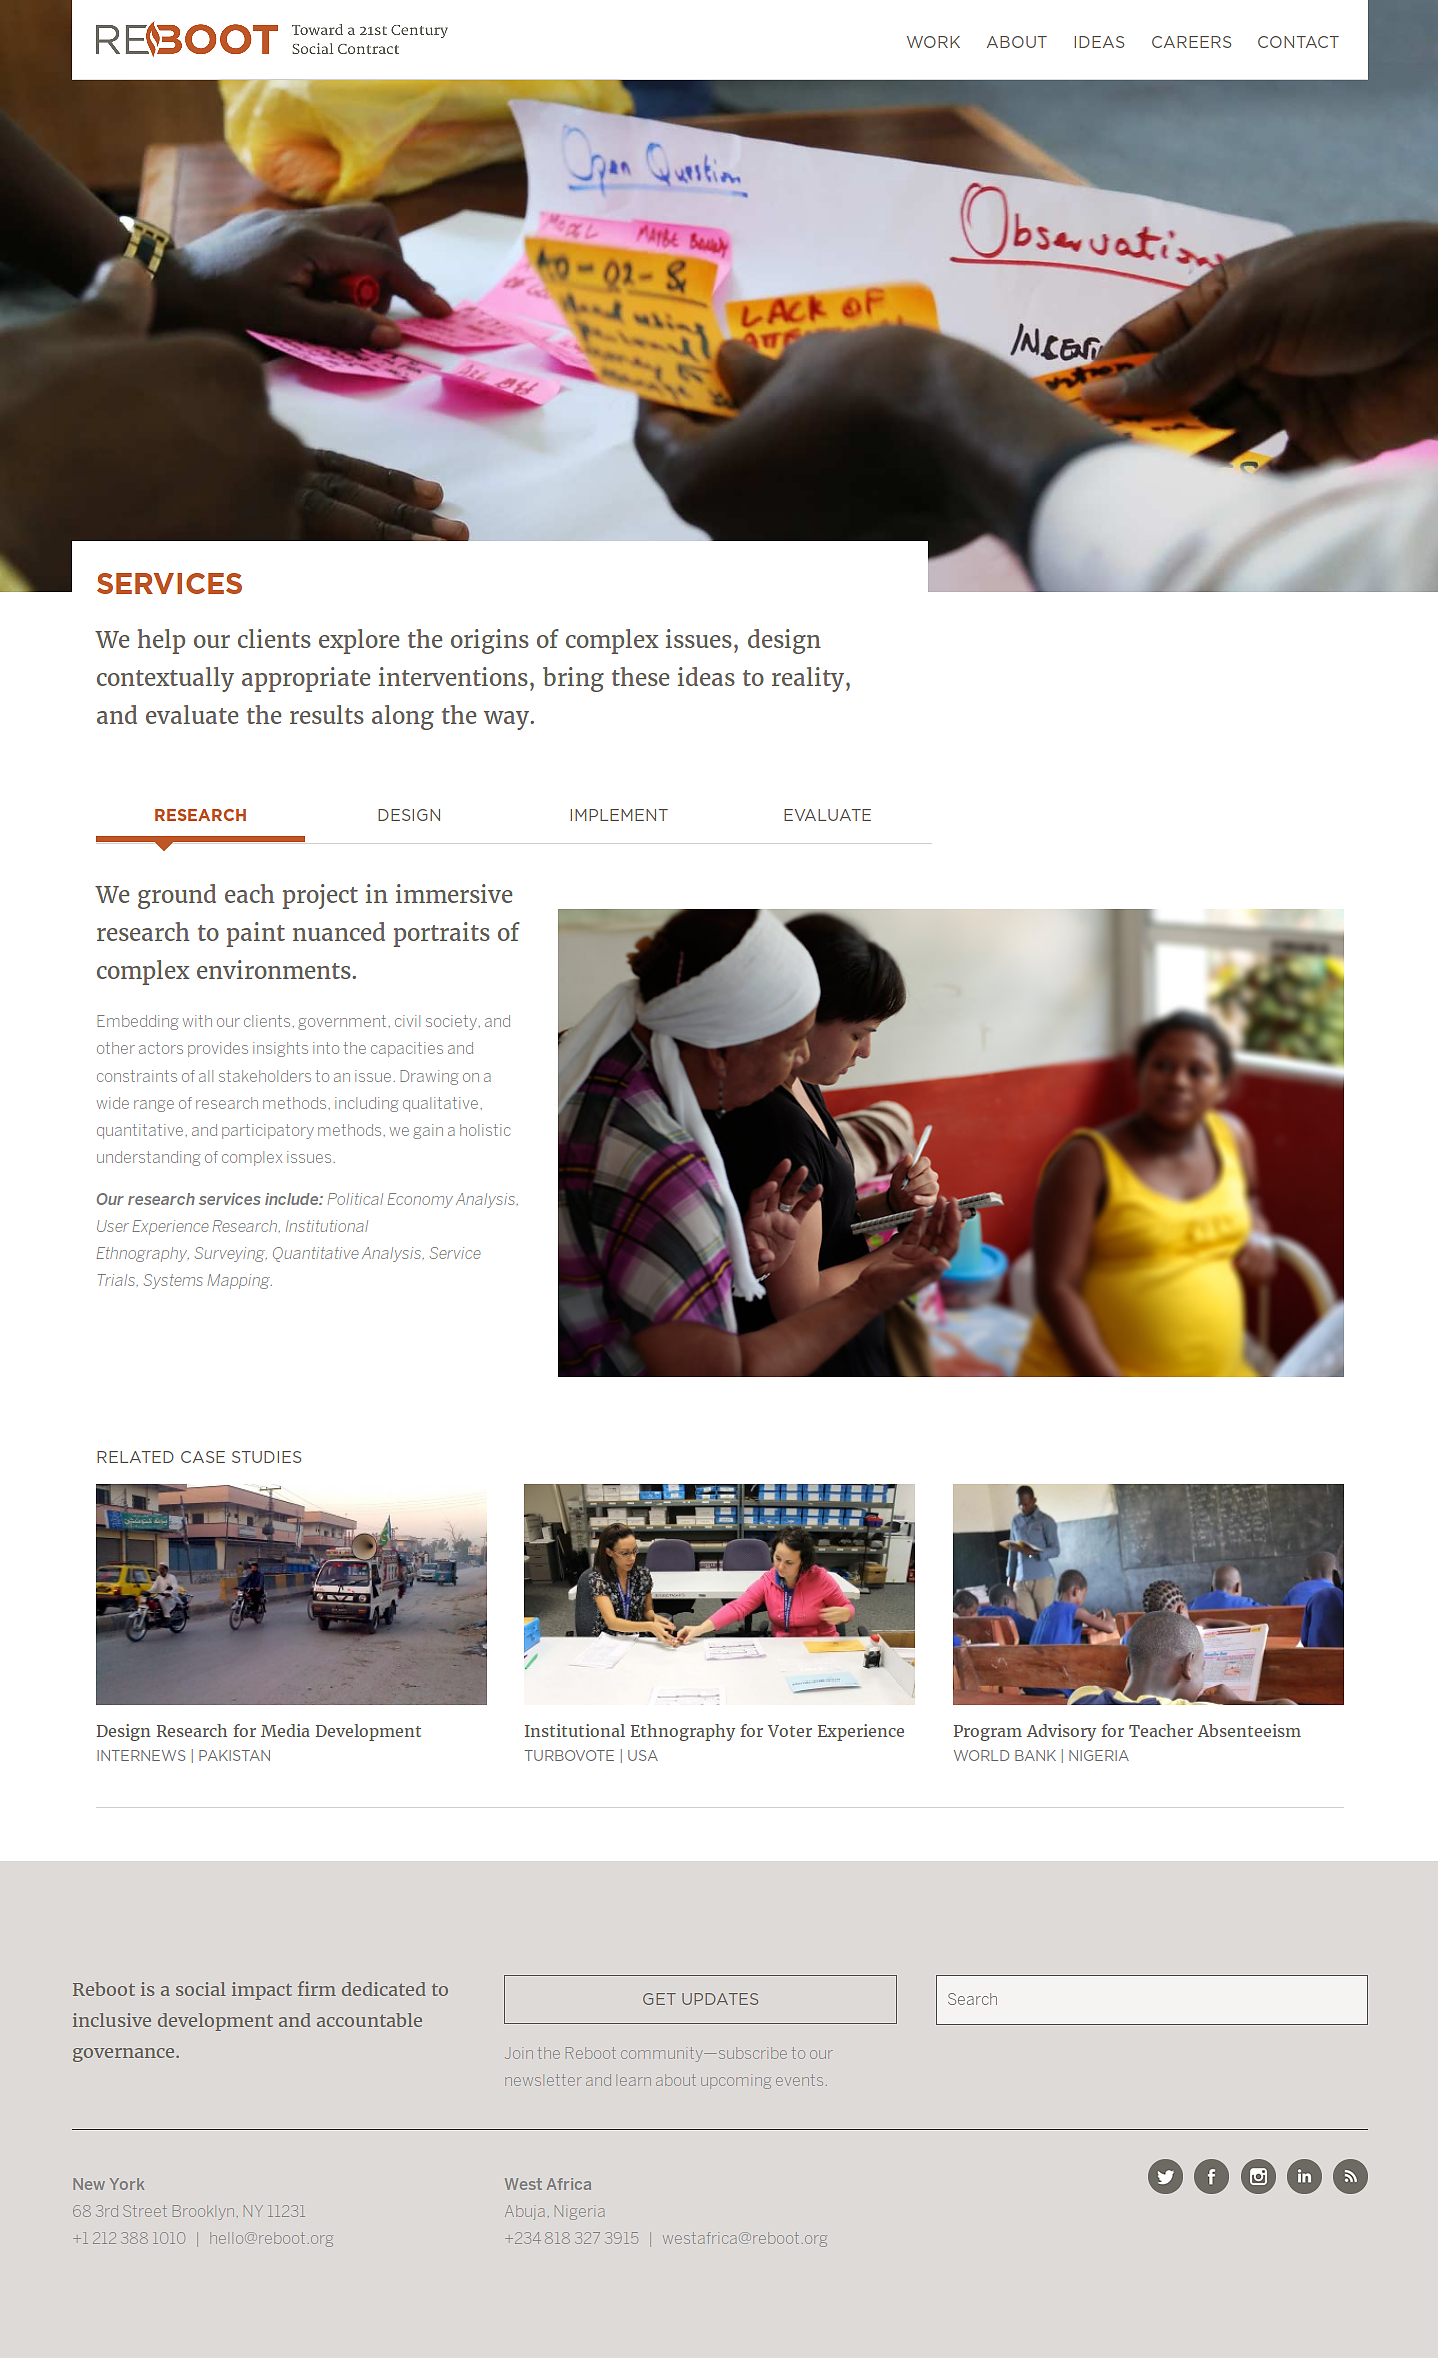 REBOOT
Toward a 21st Century
Social Contract
WORK ABOUT IDEAS CAREERS CONTACT
Open Question
Observation
MODEL MAYBE
LACK OF
SERVICES
We help our clients explore the origins of complex issues, design
contextually appropriate interventions, bring these ideas to reality,
and evaluate the results along the way.
RESEARCH DESIGN IMPLEMENT EVALUATE
We ground each project in immersive
research to paint nuanced portraits of
complex environments.
Embedding with our clients, government, civil society, and
other actors provides insights into the capacities and
constraints of all stakeholders to an issue. Drawing on a
wide range of research methods, including qualitative,
quantitative, and participatory methods, we gain a holistic
understanding of complex issues.
Our research services include: Political Economy Analysis,
User Experience Research, Institutional
Ethnography, Surveying, Quantitative Analysis, Service
Trials, Systems Mapping.
RELATED CASE STUDIES
Design Research for Media Development
INTERNEWS | PAKISTAN
Institutional Ethnography for Voter Experience
TURBOVOTE | USA
Program Advisory for Teacher Absenteeism
WORLD BANK | NIGERIA
Reboot is a social impact firm dedicated to
inclusive development and accountable
governance.
GET UPDATES
Join the Reboot community—subscribe to our
newsletter and learn about upcoming events.
Search
New York
68 3rd Street Brooklyn, NY 11231
+1 212 388 1010 | hello@reboot.org
West Africa
Abuja, Nigeria
+234 818 327 3915 | westafrica@reboot.org